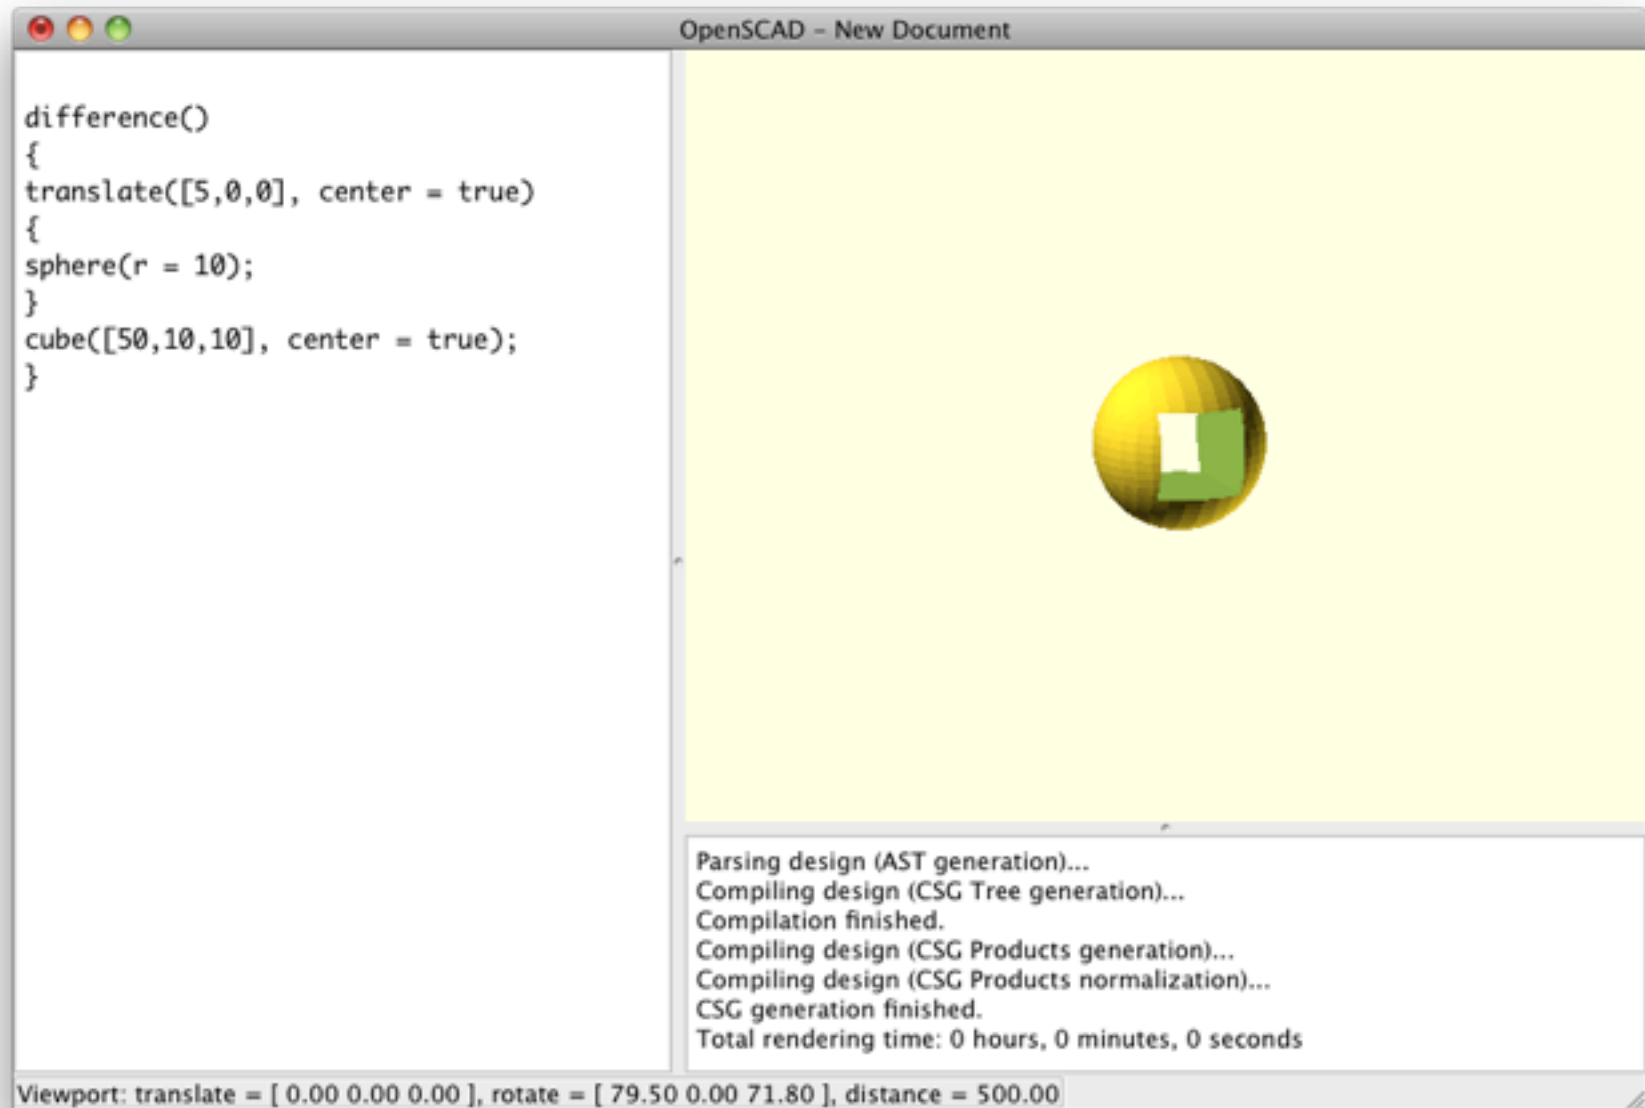 OpenSCAD – New Document
difference()
{
translate([5,0,0], center = true)
{
sphere(r = 10);
}
cube([50,10,10], center = true);
}
Parsing design (AST generation)...
Compiling design (CSG Tree generation)...
Compilation finished.
Compiling design (CSG Products generation)...
Compiling design (CSG Products normalization)...
CSG generation finished.
Total rendering time: 0 hours, 0 minutes, 0 seconds
Viewport: translate = [ 0.00 0.00 0.00 ], rotate = [ 79.50 0.00 71.80 ], distance = 500.00